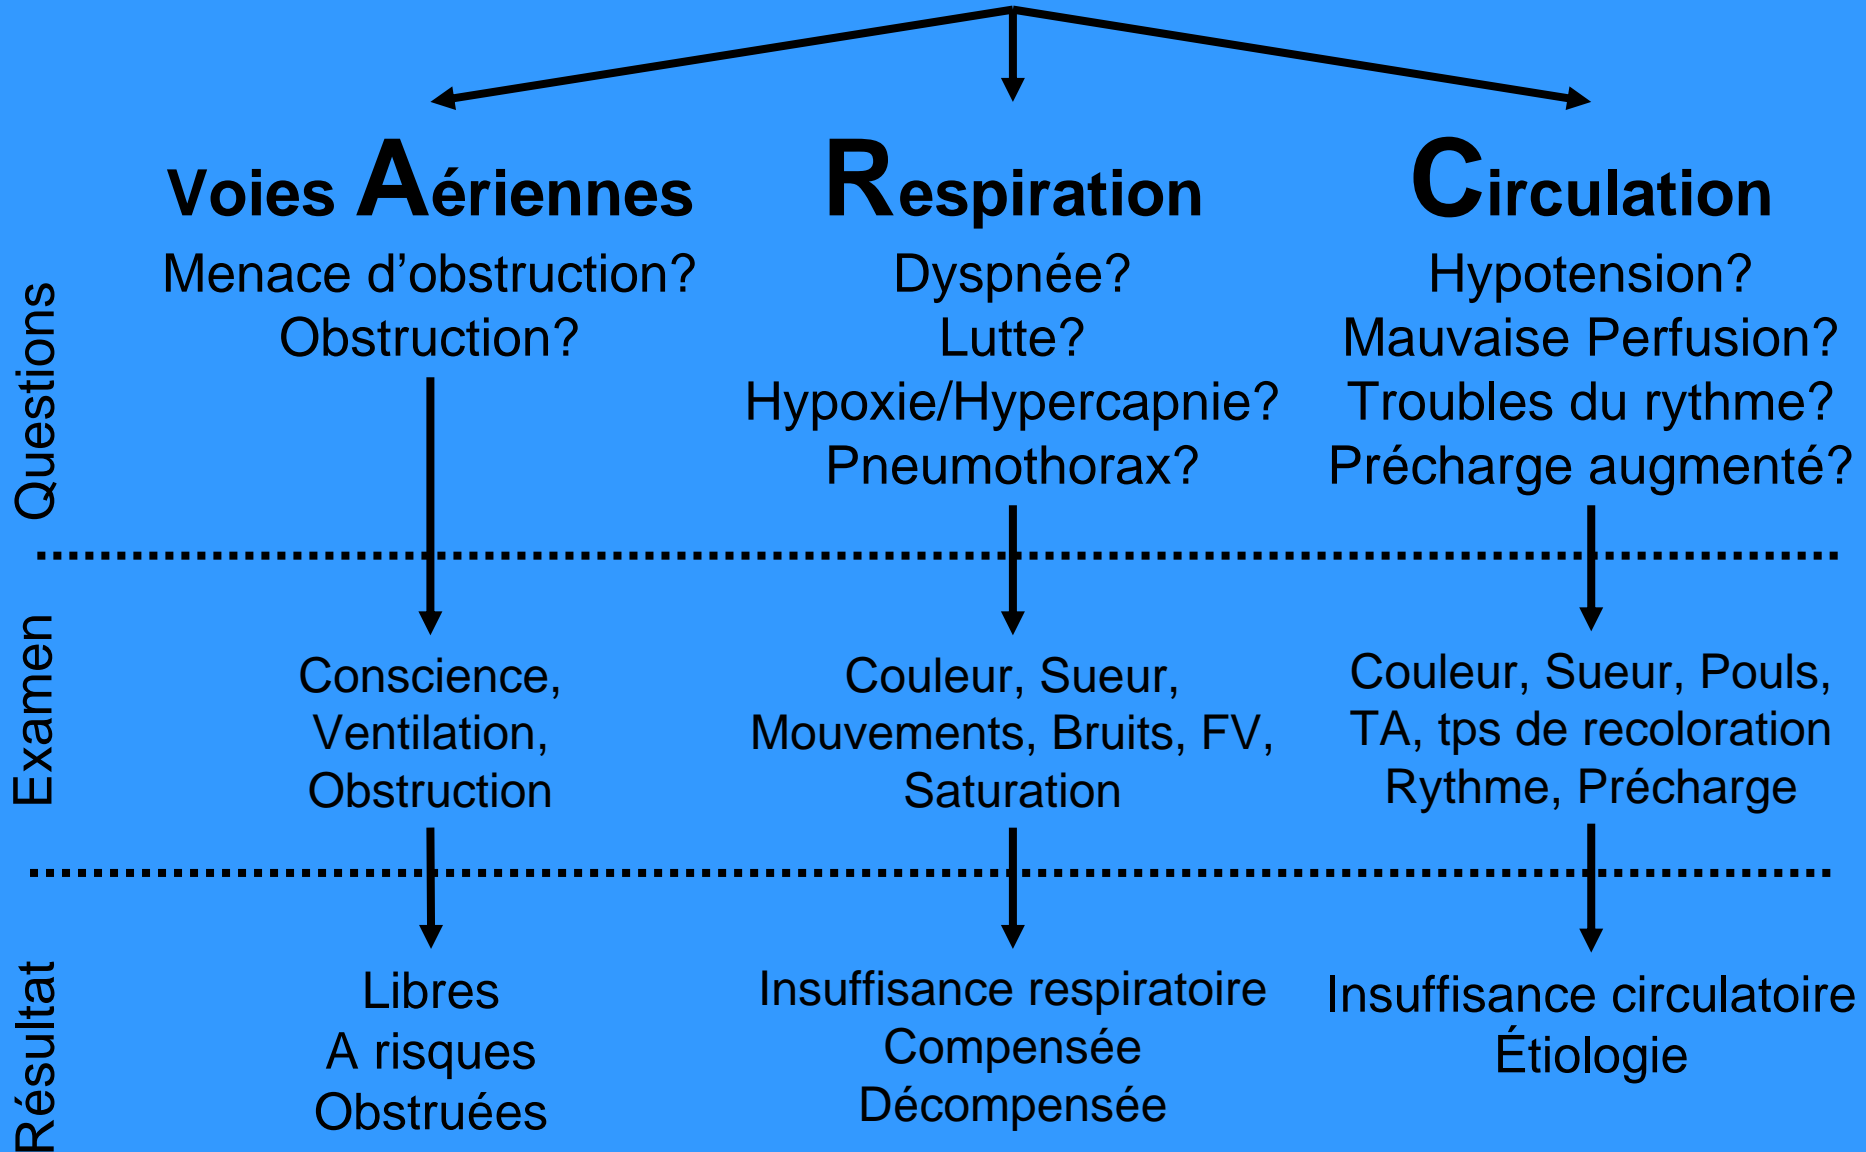 Voies Aériennes
Menace d'obstruction?
Obstruction?
Respiration
Dyspnée?
Lutte?
Hypoxie/Hypercapnie?
Pneumothorax?
Circulation
Hypotension?
Mauvaise Perfusion?
Troubles du rythme?
Précharge augmenté?
Questions
Conscience,
Ventilation,
Obstruction
Couleur, Sueur,
Mouvements, Bruits, FV,
Saturation
Couleur, Sueur, Pouls,
TA, tps de recoloration
Rythme, Précharge
Examen
Libres
A risques
Obstruées
Insuffisance respiratoire
Compensée
Décompensée
Insuffisance circulatoire
Étiologie
Résultat